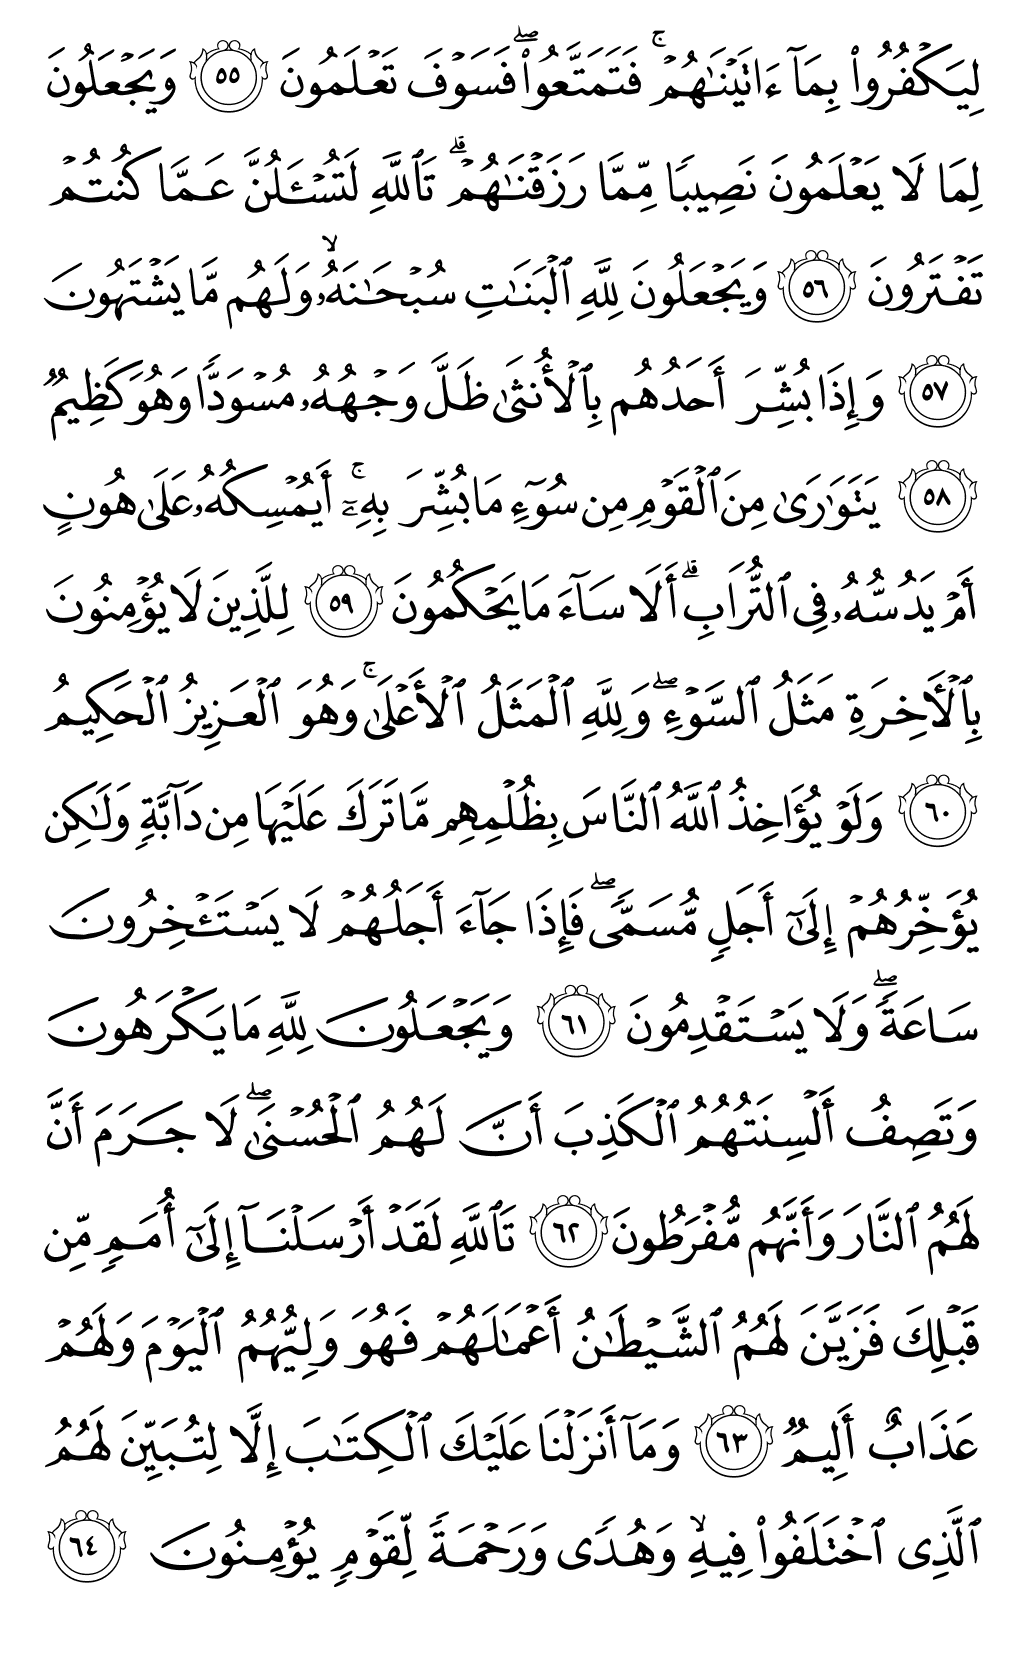 لِيَكْفُرُوا۟ بِمَآ ءَاتَيْنَـٰهُمْ ۚ فَتَمَتَّعُوا۟ ۖ فَسَوْفَ تَعْلَمُونَ ٥٥ وَيَجْعَلُونَ
لِمَا لَا يَعْلَمُونَ نَصِيبًا مِّمَّا رَزَقْنَـٰهُمْ ۗ تَٱللَّهِ لَتُسْـَٔلُنَّ عَمَّا كُنتُمْ
تَفْتَرُونَ ٥٦ وَيَجْعَلُونَ لِلَّهِ ٱلْبَنَـٰتِ سُبْحَـٰنَهُۥ ۙ وَلَهُم مَّا يَشْتَهُونَ
٥٧ وَإِذَا بُشِّرَ أَحَدُهُم بِٱلْأُنثَىٰ ظَلَّ وَجْهُهُۥ مُسْوَدًّا وَهُوَ كَظِيمٌ
٥٨ يَتَوَٰرَىٰ مِنَ ٱلْقَوْمِ مِن سُوٓءِ مَا بُشِّرَ بِهِۦٓ ۚ أَيُمْسِكُهُۥ عَلَىٰ هُونٍ
أَمْ يَدُسُّهُۥ فِى ٱلتُّرَابِ ۗ أَلَا سَآءَ مَا يَحْكُمُونَ ٥٩ لِلَّذِينَ لَا يُؤْمِنُونَ
بِٱلْـَٔاخِرَةِ مَثَلُ ٱلسَّوْءِ ۖ وَلِلَّهِ ٱلْمَثَلُ ٱلْأَعْلَىٰ ۚ وَهُوَ ٱلْعَزِيزُ ٱلْحَكِيمُ
٦٠ وَلَوْ يُؤَاخِذُ ٱللَّهُ ٱلنَّاسَ بِظُلْمِهِم مَّا تَرَكَ عَلَيْهَا مِن دَآبَّةٍ وَلَـٰكِن
يُؤَخِّرُهُمْ إِلَىٰٓ أَجَلٍ مُّسَمًّى ۖ فَإِذَا جَآءَ أَجَلُهُمْ لَا يَسْتَـْٔخِرُونَ
سَاعَةً ۖ وَلَا يَسْتَقْدِمُونَ ٦١ وَيَجْعَلُونَ لِلَّهِ مَا يَكْرَهُونَ
وَتَصِفُ أَلْسِنَتُهُمُ ٱلْكَذِبَ أَنَّ لَهُمُ ٱلْحُسْنَىٰ ۖ لَا جَرَمَ أَنَّ
لَهُمُ ٱلنَّارَ وَأَنَّهُم مُّفْرَطُونَ ٦٢ تَٱللَّهِ لَقَدْ أَرْسَلْنَآ إِلَىٰٓ أُمَمٍ مِّن
قَبْلِكَ فَزَيَّنَ لَهُمُ ٱلشَّيْطَـٰنُ أَعْمَـٰلَهُمْ فَهُوَ وَلِيُّهُمُ ٱلْيَوْمَ وَلَهُمْ
عَذَابٌ أَلِيمٌ ٦٣ وَمَآ أَنزَلْنَا عَلَيْكَ ٱلْكِتَـٰبَ إِلَّا لِتُبَيِّنَ لَهُمُ
ٱلَّذِى ٱخْتَلَفُوا۟ فِيهِ ۙ وَهُدًى وَرَحْمَةً لِّقَوْمٍ يُؤْمِنُونَ ٦٤